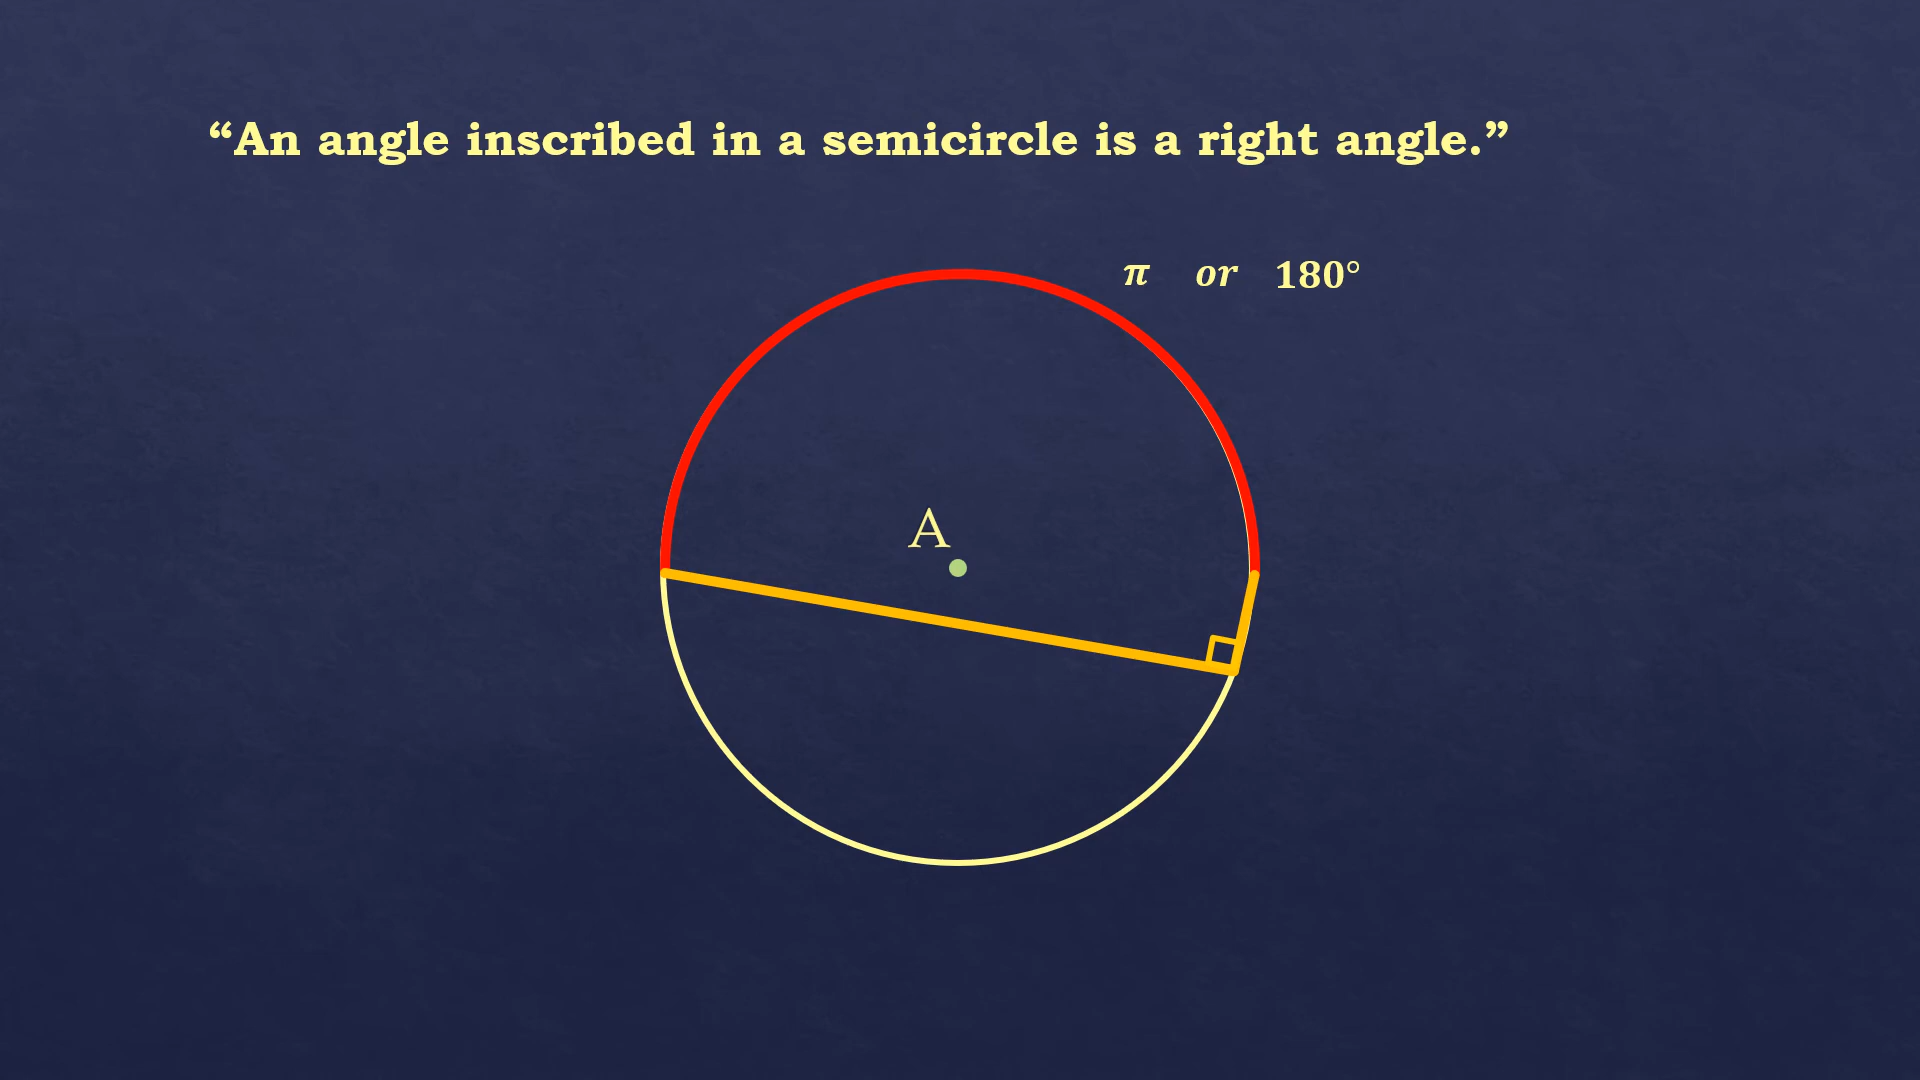 “An angle inscribed in a semicircle is a right angle.”
π or 180°
A